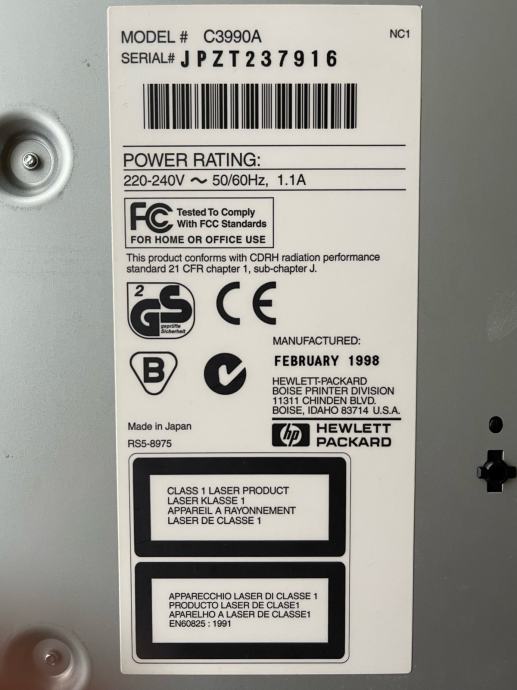 MODEL # C3990A
NC1
SERIAL# JPZT237916
POWER RATING:
220-240V ～ 50/60Hz, 1.1A
FC Tested To Comply
With FCC Standards
FOR HOME OR OFFICE USE
This product conforms with CDRH radiation performance
standard 21 CFR chapter 1, sub-chapter J.
2
GS
geprüfte
Sicherheit
CE
MANUFACTURED:
FEBRUARY 1998
B
HEWLETT-PACKARD
BOISE PRINTER DIVISION
11311 CHINDEN BLVD.
BOISE, IDAHO 83714 U.S.A.
Made in Japan
RS5-8975
hp HEWLETT
PACKARD
CLASS 1 LASER PRODUCT
LASER KLASSE 1
APPAREIL A RAYONNEMENT
LASER DE CLASSE 1
APPARECCHIO LASER DI CLASSE 1
PRODUCTO LASER DE CLASE1
APARELHO A LASER DE CLASSE1
EN60825 : 1991